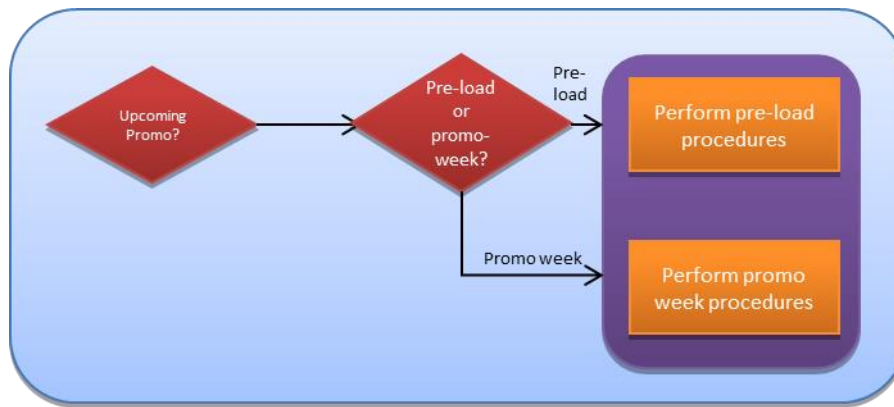 Upcoming
Promo?
Pre-load
or
promo-
week?
Pre-
load
Perform pre-load
procedures
Promo week
Perform promo
week procedures